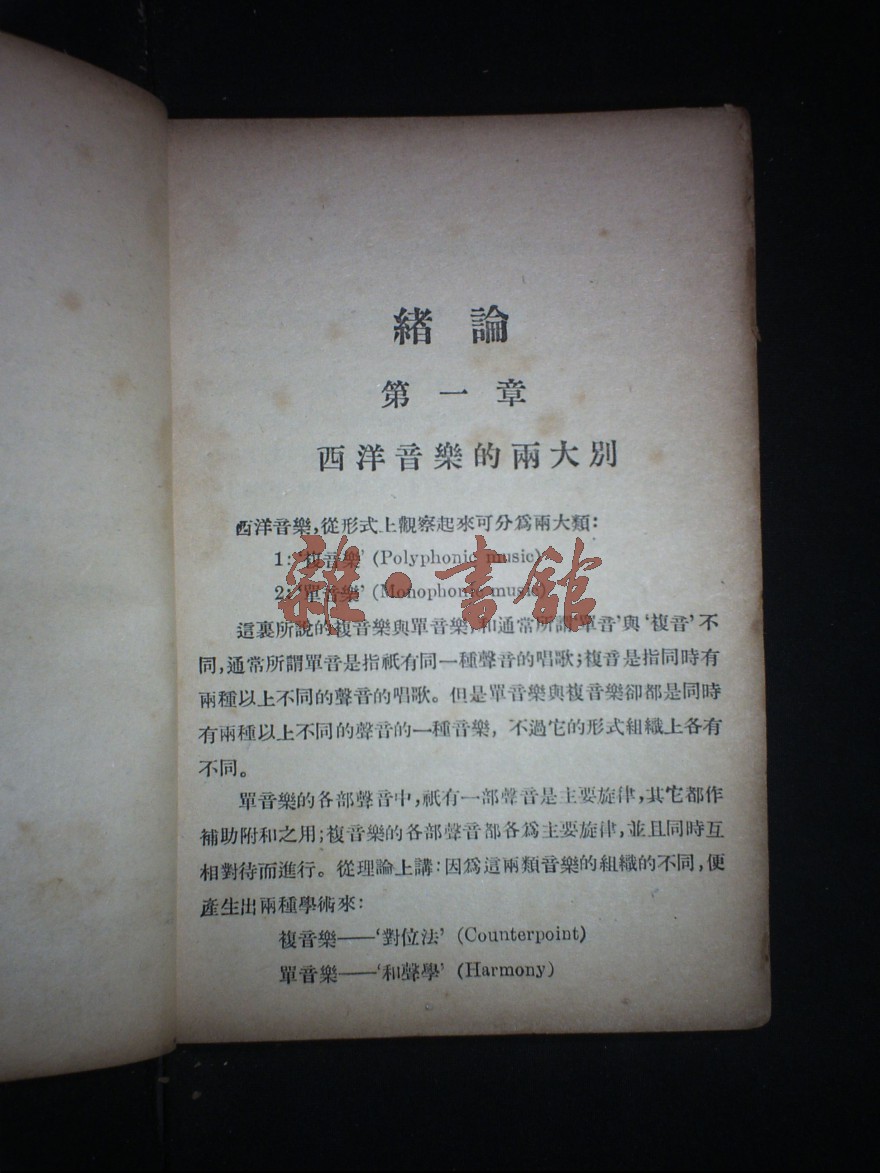 緒論
第一章
西洋音樂的兩大別
西洋音樂,從形式上觀察起來可分爲兩大類:
1:‘複音樂’ (Polyphonic music)
2:‘單音樂’ (Monophonic music)
雜·書館
這裏所說的複音樂與單音樂,和通常所謂‘單音’與‘複音’不
同,通常所謂單音是指祇有同一種聲音的唱歌;複音是指同時有
兩種以上不同的聲音的唱歌。但是單音樂與複音樂卻都是同時
有兩種以上不同的聲音的一種音樂，不過它的形式組織上各有
不同。
單音樂的各部聲音中,祇有一部聲音是主要旋律,其它都作
補助附和之用;複音樂的各部聲音都各爲主要旋律,並且同時互
相對待而進行。從理論上講:因爲這兩類音樂的組織的不同,便
產生出兩種學術來:
複音樂——‘對位法’ (Counterpoint)
單音樂——‘和聲學’ (Harmony)